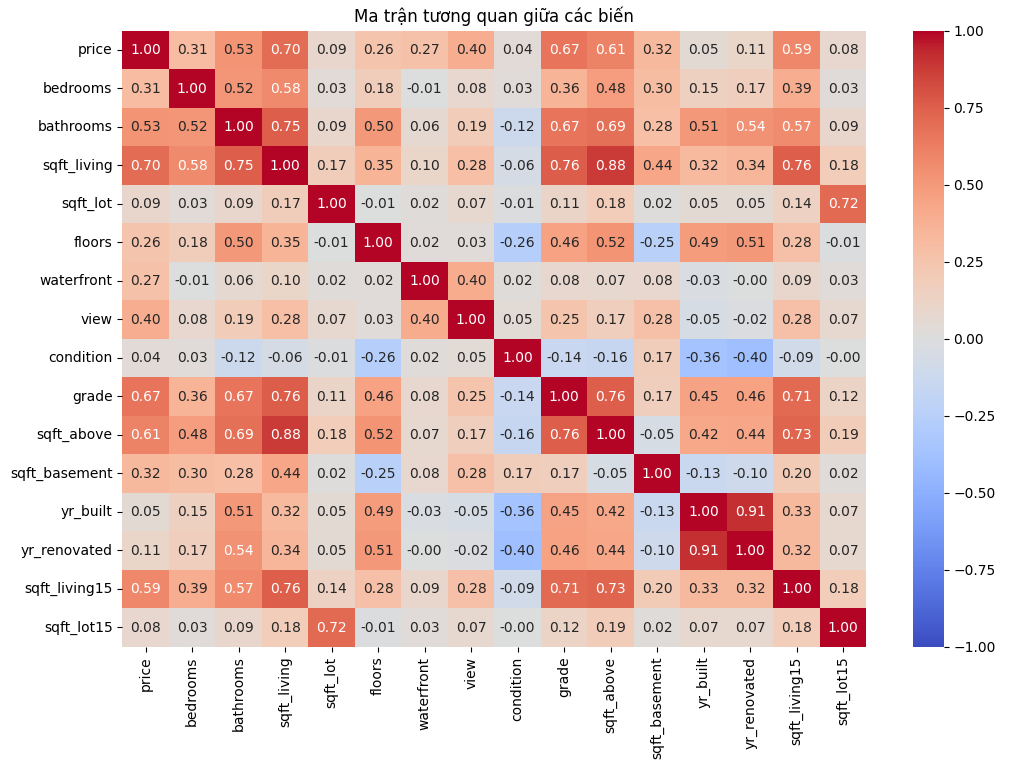 Ma trận tương quan giữa các biến
price 1.00 0.31 0.53 0.70 0.09 0.26 0.27 0.40 0.04 0.67 0.61 0.32 0.05 0.11 0.59 0.08
bedrooms 0.31 1.00 0.52 0.58 0.03 0.18 -0.01 0.08 0.03 0.36 0.48 0.30 0.15 0.17 0.39 0.03
bathrooms 0.53 0.52 1.00 0.75 0.09 0.50 0.06 0.19 -0.12 0.67 0.69 0.28 0.51 0.54 0.57 0.09
sqft_living 0.70 0.58 0.75 1.00 0.17 0.35 0.10 0.28 -0.06 0.76 0.88 0.44 0.32 0.34 0.76 0.18
sqft_lot 0.09 0.03 0.09 0.17 1.00 -0.01 0.02 0.07 -0.01 0.11 0.18 0.02 0.05 0.05 0.14 0.72
floors 0.26 0.18 0.50 0.35 -0.01 1.00 0.02 0.03 -0.26 0.46 0.52 -0.25 0.49 0.51 0.28 -0.01
waterfront 0.27 -0.01 0.06 0.10 0.02 0.02 1.00 0.40 0.02 0.08 0.07 0.08 -0.03 -0.00 0.09 0.03
view 0.40 0.08 0.19 0.28 0.07 0.03 0.40 1.00 0.05 0.25 0.17 0.28 -0.05 -0.02 0.28 0.07
condition 0.04 0.03 -0.12 -0.06 -0.01 -0.26 0.02 0.05 1.00 -0.14 -0.16 0.17 -0.36 -0.40 -0.09 -0.00
grade 0.67 0.36 0.67 0.76 0.11 0.46 0.08 0.25 -0.14 1.00 0.76 0.17 0.45 0.46 0.71 0.12
sqft_above 0.61 0.48 0.69 0.88 0.18 0.52 0.07 0.17 -0.16 0.76 1.00 -0.05 0.42 0.44 0.73 0.19
sqft_basement 0.32 0.30 0.28 0.44 0.02 -0.25 0.08 0.28 0.17 0.17 -0.05 1.00 -0.13 -0.10 0.20 0.02
yr_built 0.05 0.15 0.51 0.32 0.05 0.49 -0.03 -0.05 -0.36 0.45 0.42 -0.13 1.00 0.91 0.33 0.07
yr_renovated 0.11 0.17 0.54 0.34 0.05 0.51 -0.00 -0.02 -0.40 0.46 0.44 -0.10 0.91 1.00 0.32 0.07
sqft_living15 0.59 0.39 0.57 0.76 0.14 0.28 0.09 0.28 -0.09 0.71 0.73 0.20 0.33 0.32 1.00 0.18
sqft_lot15 0.08 0.03 0.09 0.18 0.72 -0.01 0.03 0.07 -0.00 0.12 0.19 0.02 0.07 0.07 0.18 1.00
price
bedrooms
bathrooms
sqft_living
sqft_lot
floors
waterfront
view
condition
grade
sqft_above
sqft_basement
yr_built
yr_renovated
sqft_living15
sqft_lot15
1.00
0.75
0.50
0.25
0.00
−0.25
−0.50
−0.75
−1.00